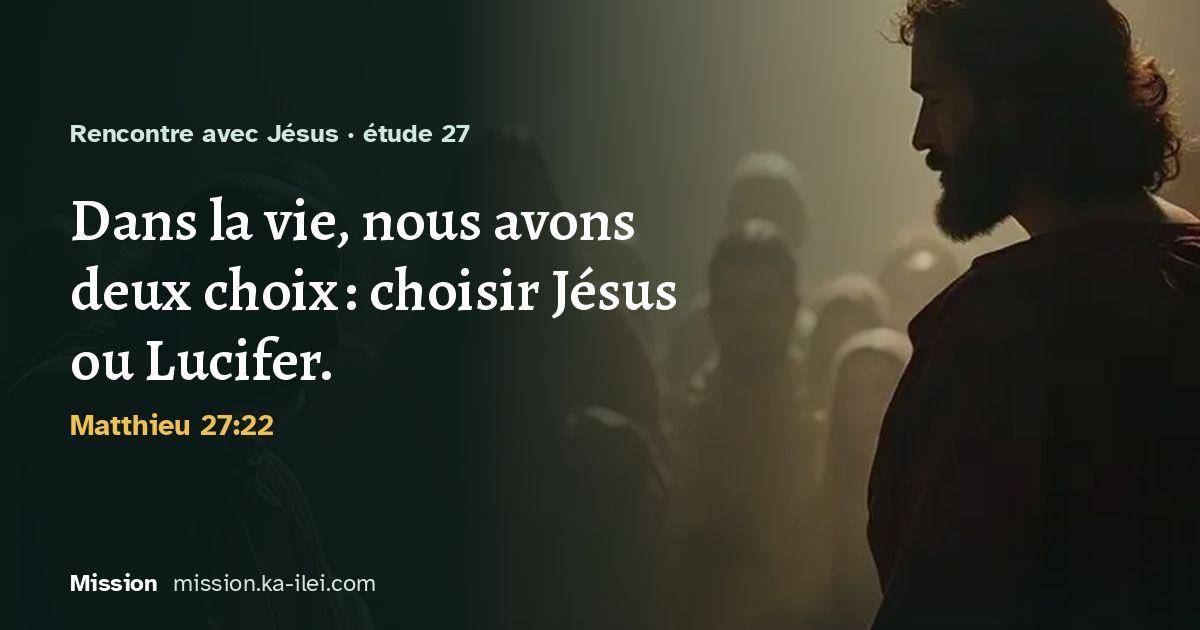 Rencontre avec Jésus · étude 27
Dans la vie, nous avons
deux choix : choisir Jésus
ou Lucifer.
Matthieu 27:22
Mission mission.ka-ilei.com